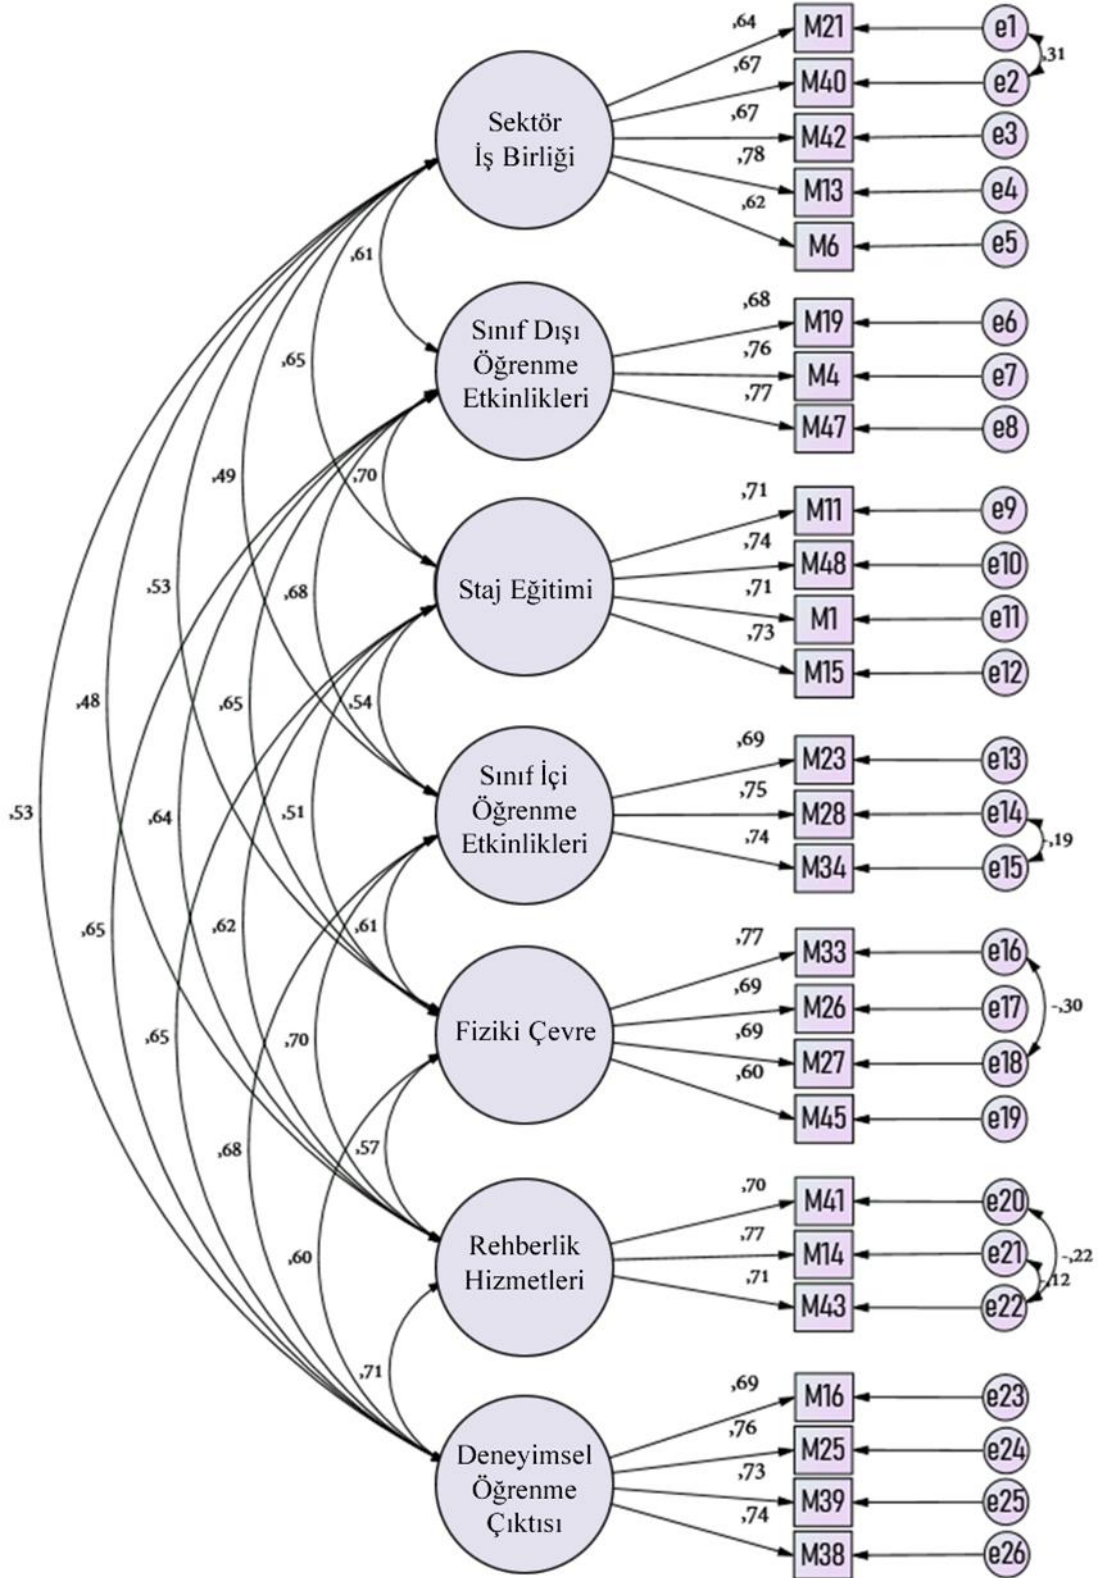 ,64 M21 e1
,31
,67 M40 e2
Sektör
İş Birliği
,67 M42 e3
,78 M13 e4
,62 M6 e5
,61
,68 M19 e6
Sınıf Dışı
Öğrenme
Etkinlikleri
,76 M4 e7
,77 M47 e8
,65
,49
,70
,71 M11 e9
,74 M48 e10
Staj Eğitimi
,71 M1 e11
,73 M15 e12
,53
,68
,48
,65
,54
,69 M23 e13
Sınıf İçi
Öğrenme
Etkinlikleri
,75 M28 e14
-,19
,74 M34 e15
,53
,64
,51
,65
,62
,61
,77 M33 e16
,69 M26 e17
-,30
Fiziki Çevre
,69 M27 e18
,60 M45 e19
,65
,70
,68
,57
,70 M41 e20
Rehberlik
Hizmetleri
,77 M14 e21
-,22
-,12
,71 M43 e22
,60
,71
,69 M16 e23
Deneyimsel
Öğrenme
Çıktısı
,76 M25 e24
,73 M39 e25
,74 M38 e26